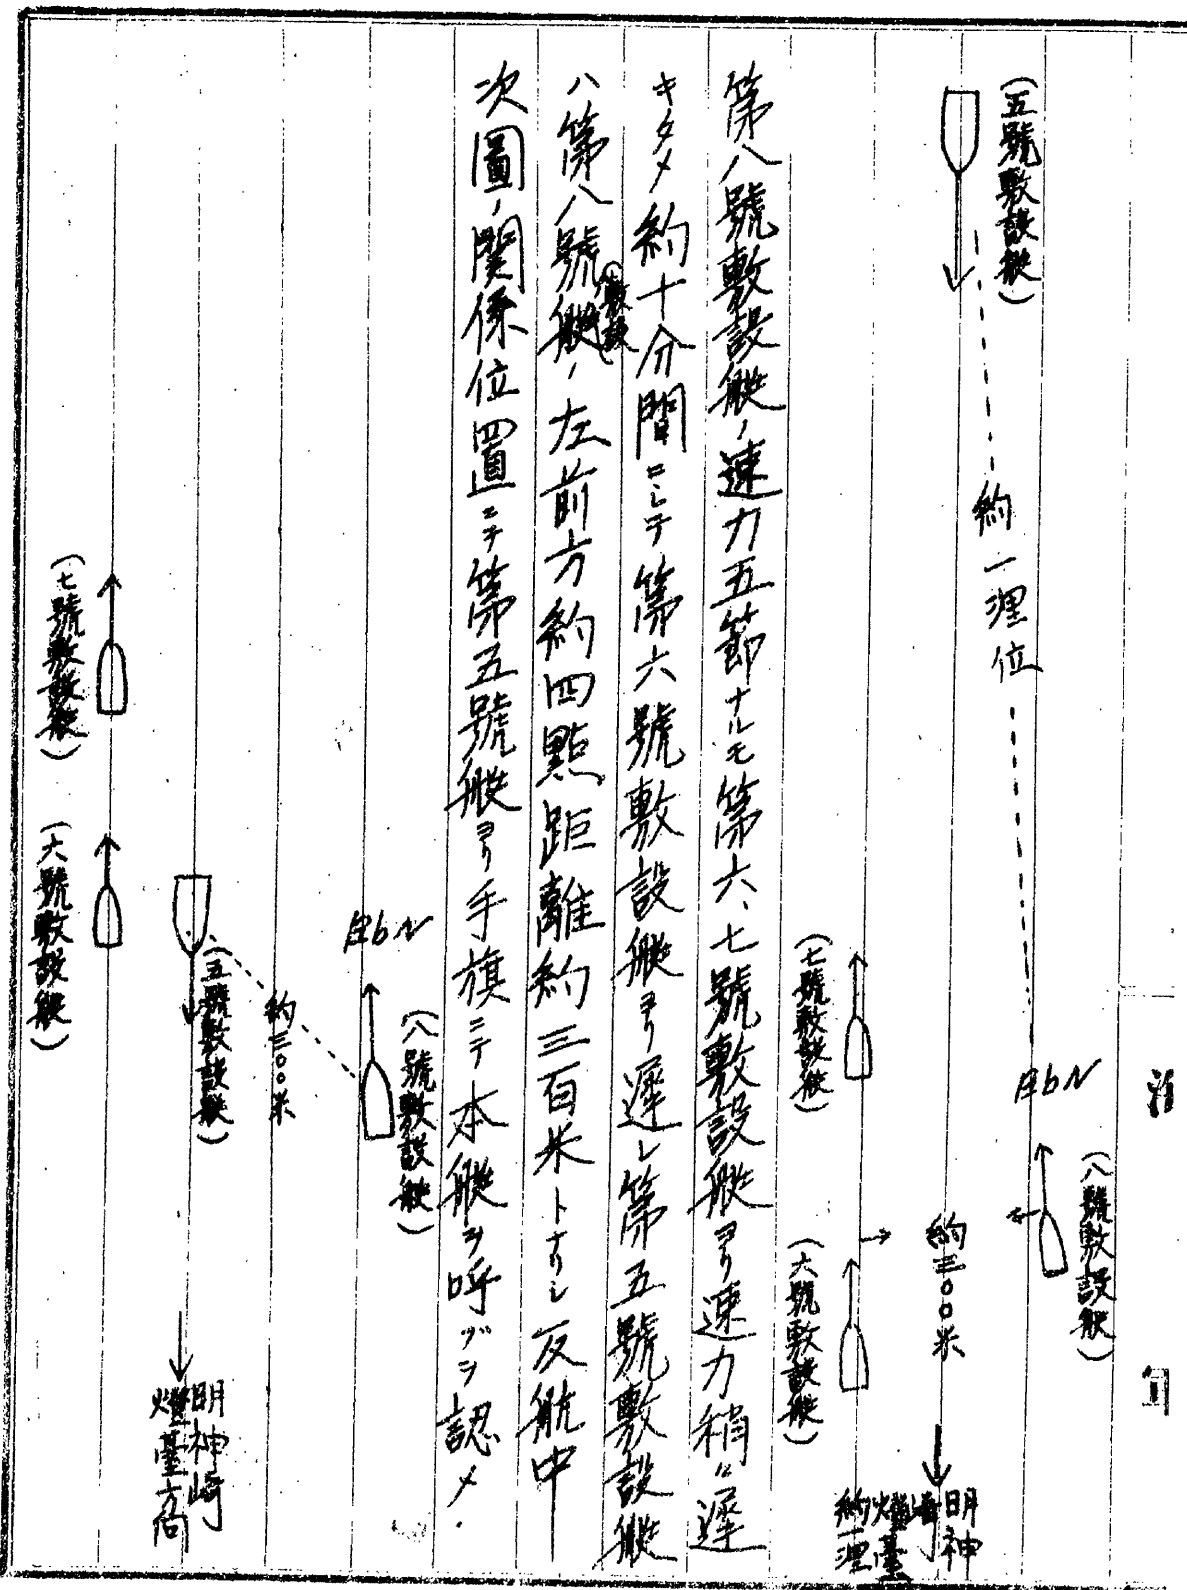 (五號敷設艇)
約一浬位
(八號敷設艇)
約三〇〇米
(七號敷設艇)
(六號敷設艇)
明神
崎
燈臺
約一浬
第八號敷設艇ノ速力五節ナルモ第六、七號敷設艇ヨリ速力稍〻遲
キタメ約十分間ニシテ第六號敷設艇ヨリ遲レ第五號敷設艇
ハ第八號(敷設)艇ノ左前方約四點距離約三百米トナリシ反航中
次圖ノ関係位置ニテ第五號艇ヨリ手旗ニテ本艇ヲ呼ブヲ認メ
(八號敷設艇)
約三〇〇米
(五號敷設艇)
明神崎
燈臺方向
(七號敷設艇)
(六號敷設艇)